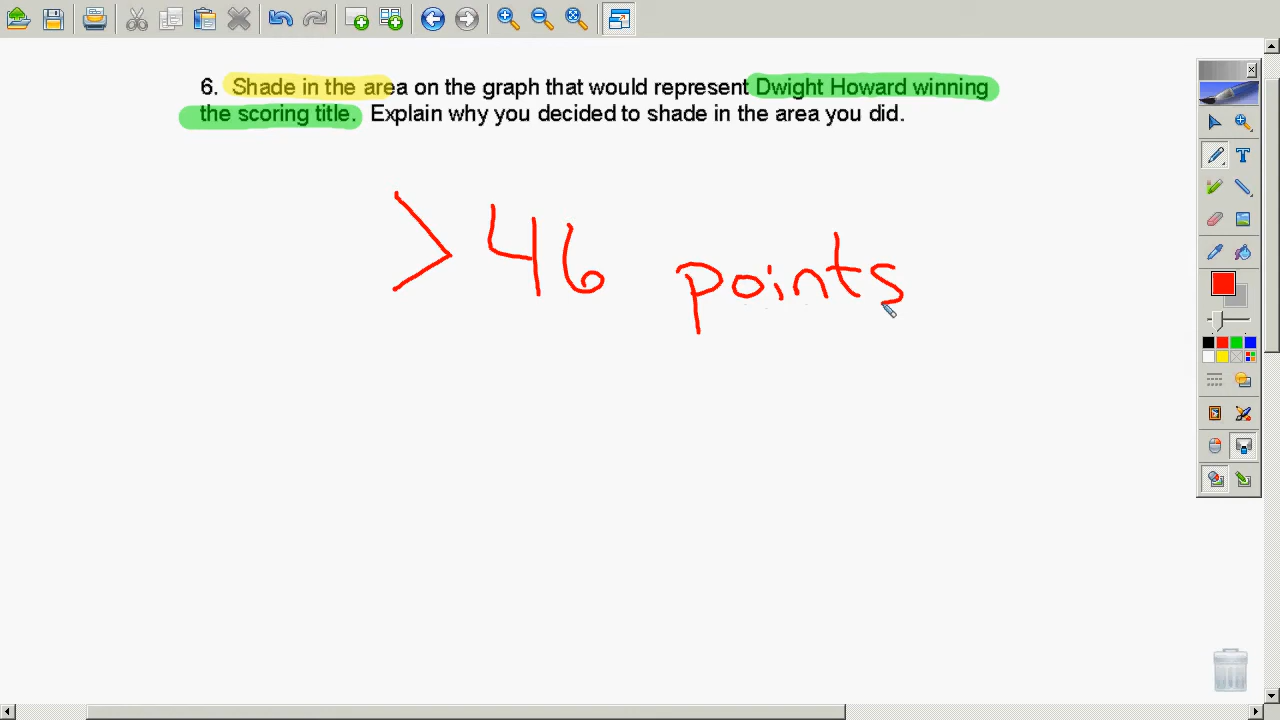 6. Shade in the area on the graph that would represent Dwight Howard winning
the scoring title. Explain why you decided to shade in the area you did.
> 46 points